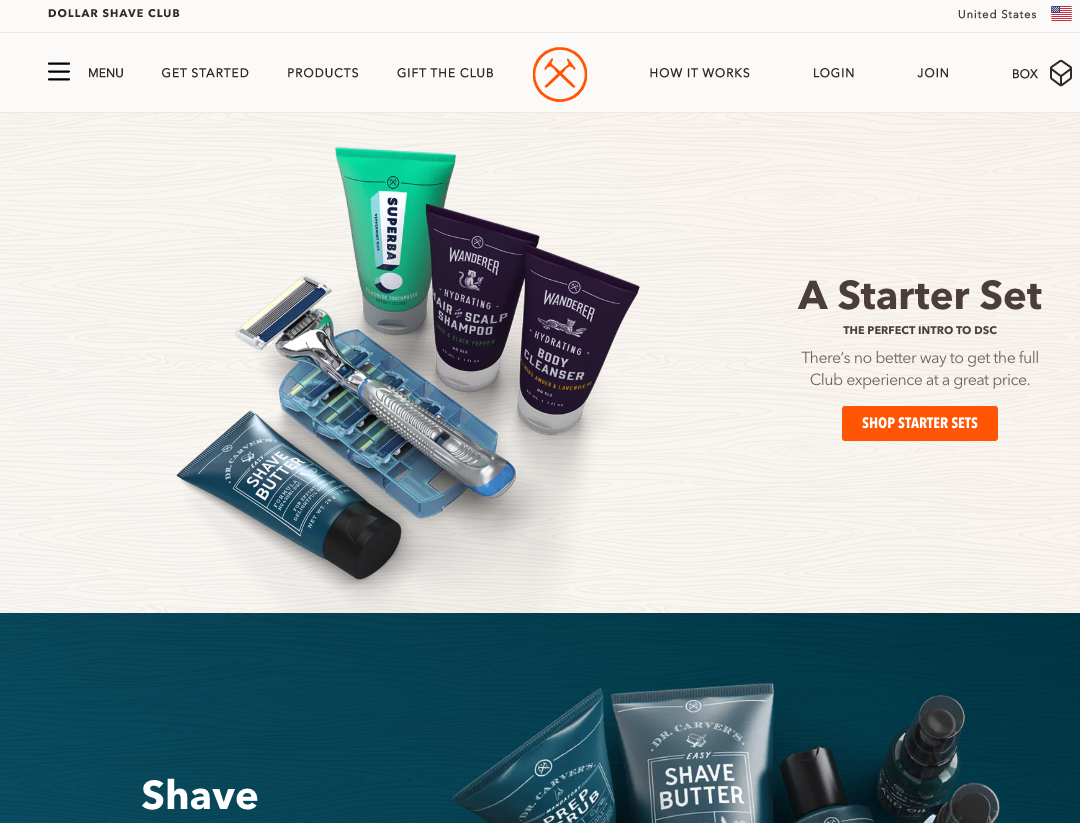 DOLLAR SHAVE CLUB
United States
MENU
GET STARTED
PRODUCTS
GIFT THE CLUB
HOW IT WORKS
LOGIN
JOIN
BOX
SUPERBA
WANDERER
HYDRATING
HAIR & SCALP
SHAMPOO
WANDERER
HYDRATING
BODY
CLEANSER
DR. CARVER'S
EASY
SHAVE
BUTTER
A Starter Set
THE PERFECT INTRO TO DSC
There's no better way to get the full
Club experience at a great price.
SHOP STARTER SETS
Shave
DR. CARVER'S
PREP
DR. CARVER'S
EASY
SHAVE
BUTTER
OIL